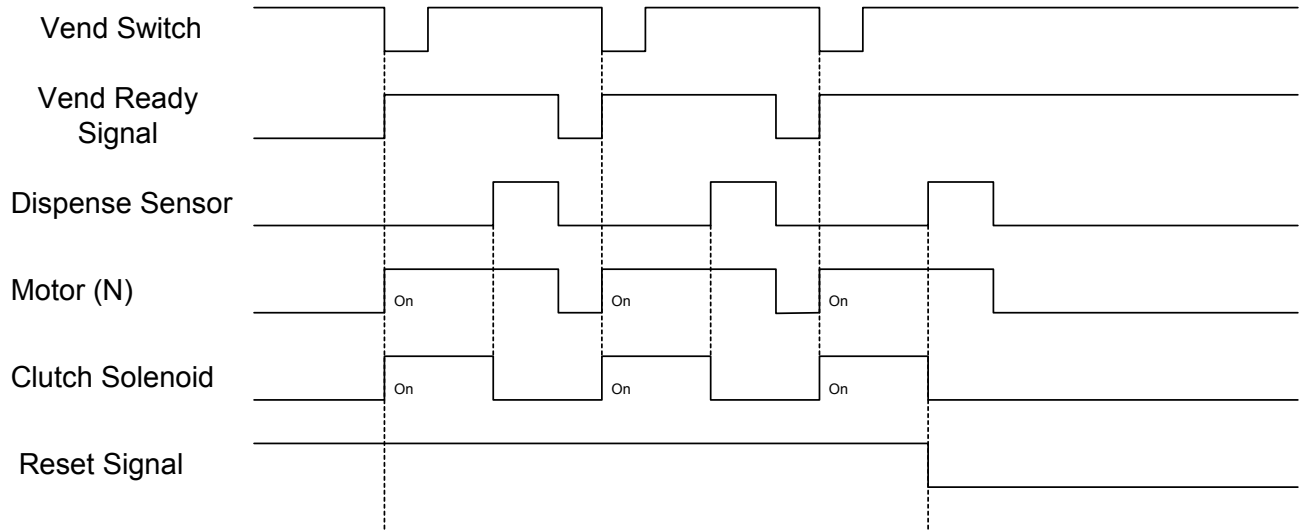 Vend Switch
Vend Ready
Signal
Dispense Sensor
Motor (N)
On
On
On
Clutch Solenoid
On
On
On
Reset Signal